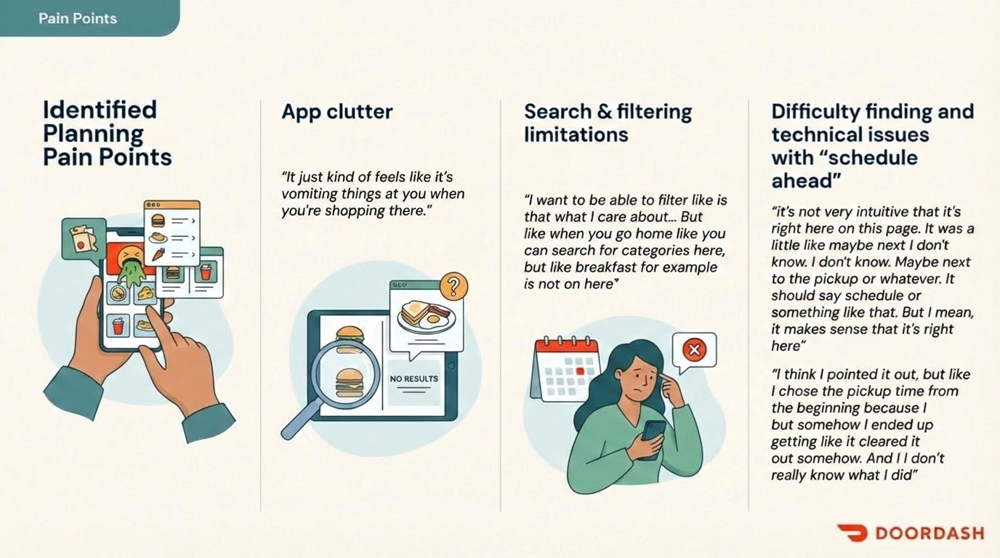 Pain Points
Identified
Planning
Pain Points
App clutter
“It just kind of feels like it’s
vomiting things at you when
you're shopping there.”
NO RESULTS
Search & filtering
limitations
“I want to be able to filter like is
that what I care about... But
like when you go home like you
can search for categories here,
but like breakfast for example
is not on here”
Difficulty finding and
technical issues
with “schedule
ahead”
“it's not very intuitive that it's
right here on this page. It was a
little like maybe next I don't
know. I don't know. Maybe next
to the pickup or whatever. It
should say schedule or
something like that. But I mean,
it makes sense that it's right
here“
“I think I pointed it out, but like
I chose the pickup time from
the beginning because I
but somehow I ended up
getting like it cleared it
out somehow. And I I don’t
really know what I did”
DOORDASH